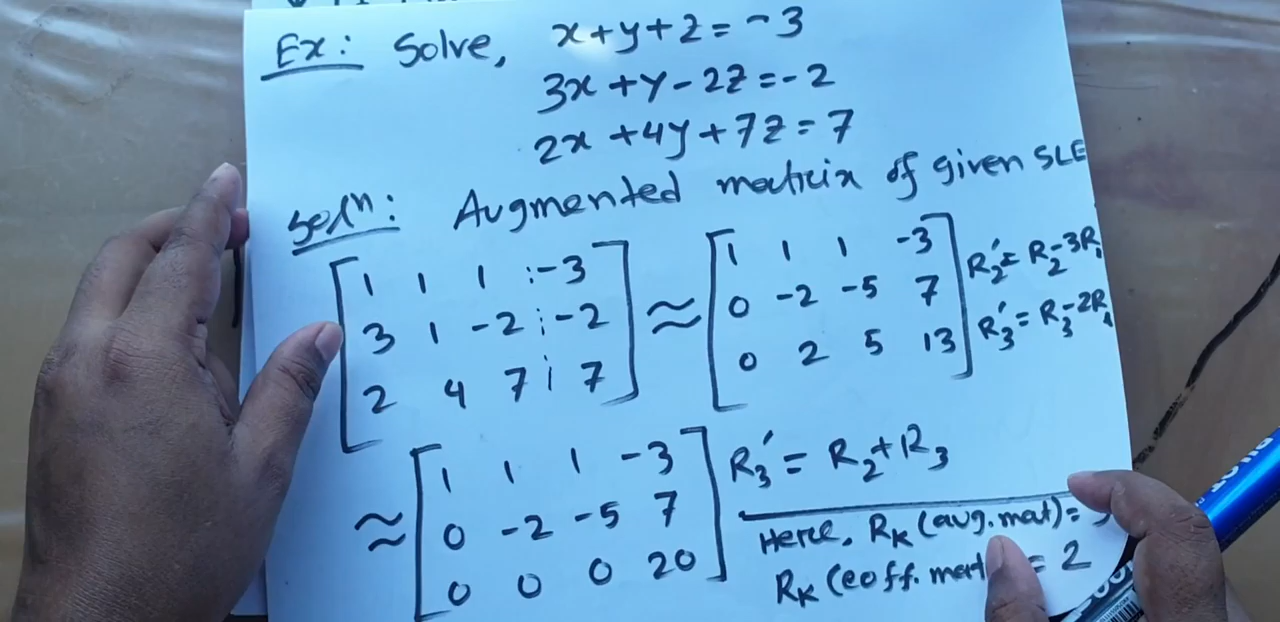 Ex: Solve, x+y+z=-3
3x+y-2z=-2
2x+4y+7z=7
Solⁿ: Augmented matrix of given SLE
[1 1 1 : -3] ≈ [1 1 1 -3] R₂′=R₂-3R₁
[3 1 -2 : -2] [0 -2 -5 7] R₃′=R₃-2R₁
[2 4 7 : 7] [0 2 5 13]
≈ [1 1 1 -3] R₃′=R₂+R₃
[0 -2 -5 7] Here, Rₖ(aug.mat)=
[0 0 0 20] Rₖ(coff.mat = 2